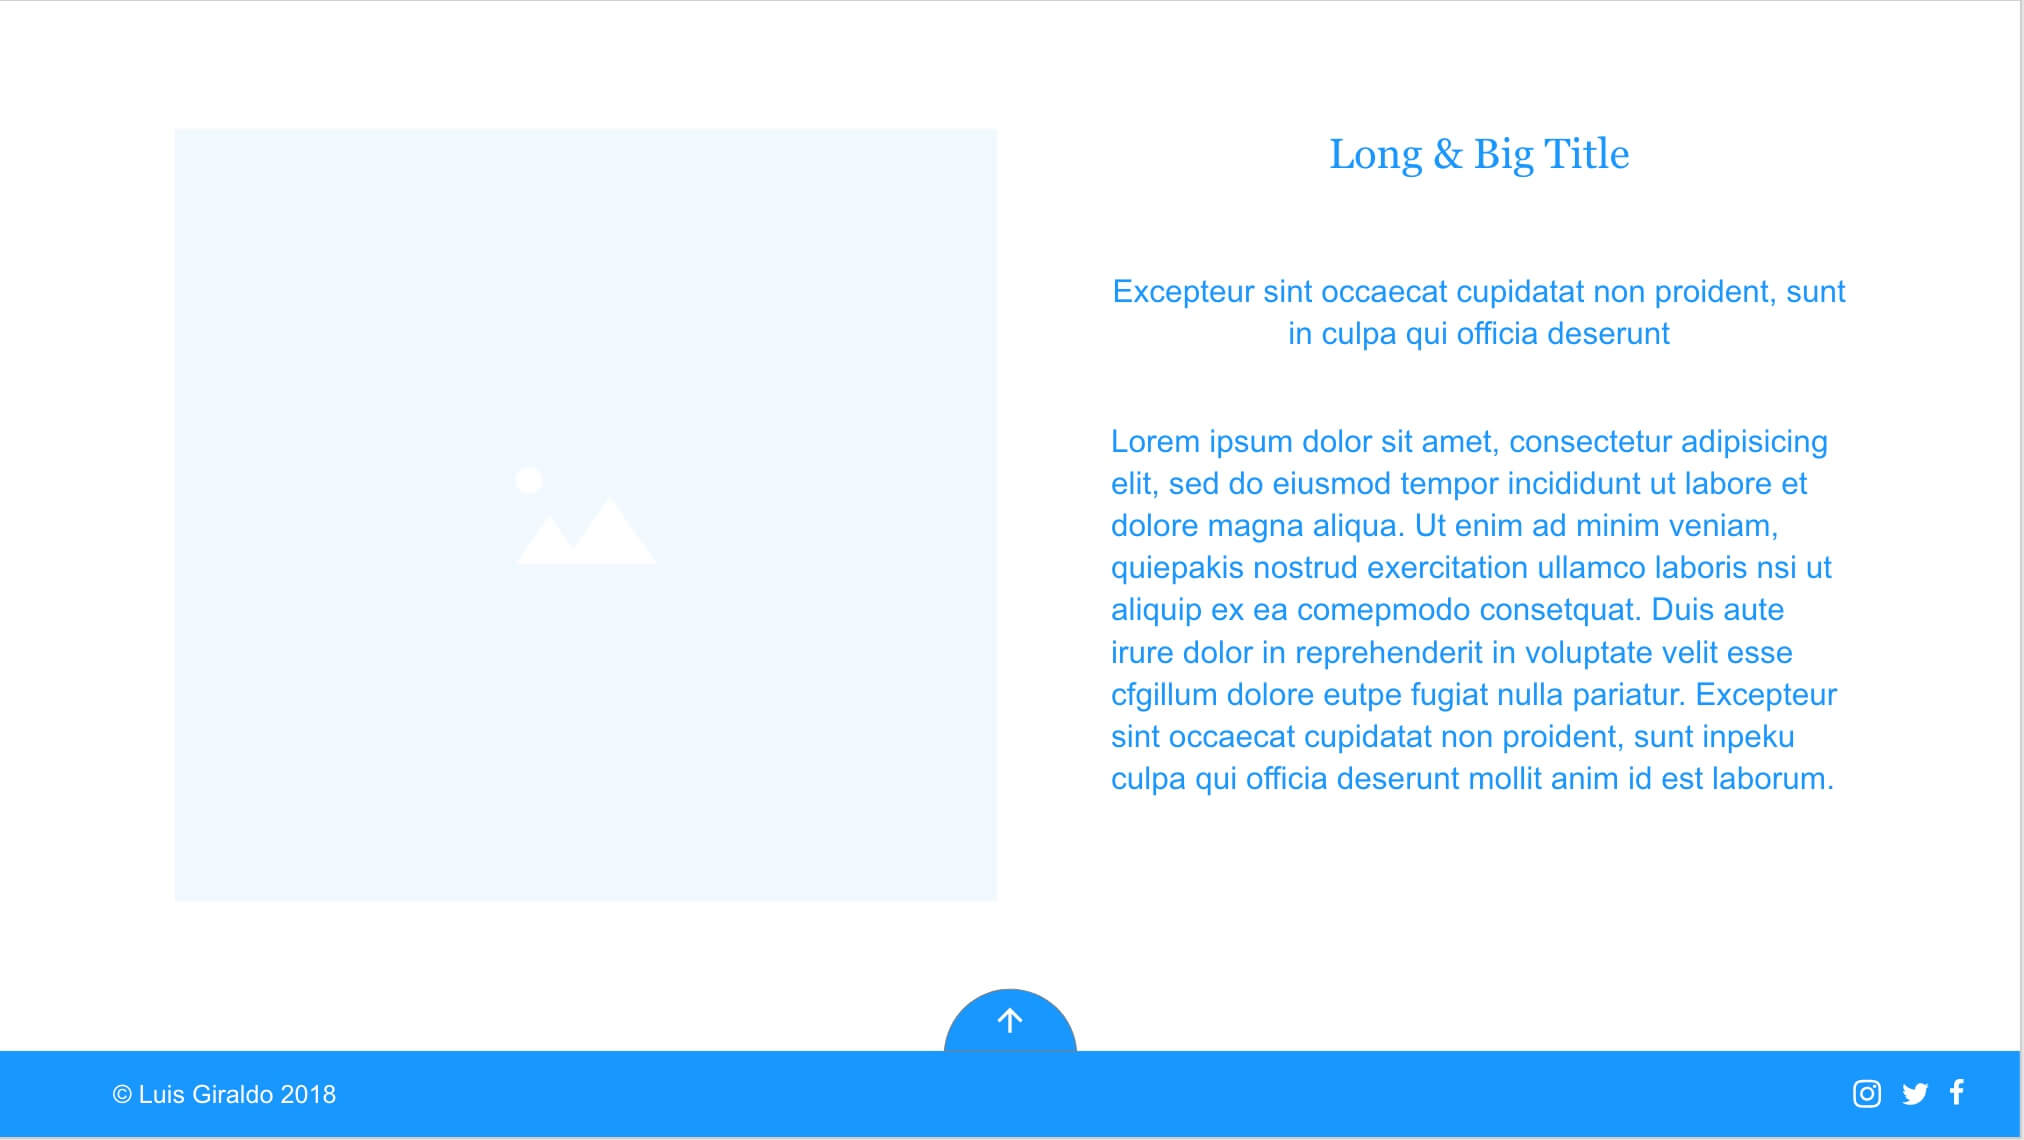 Long & Big Title
Excepteur sint occaecat cupidatat non proident, sunt
in culpa qui officia deserunt
Lorem ipsum dolor sit amet, consectetur adipisicing
elit, sed do eiusmod tempor incididunt ut labore et
dolore magna aliqua. Ut enim ad minim veniam,
quiepakis nostrud exercitation ullamco laboris nsi ut
aliquip ex ea comepmodo consetquat. Duis aute
irure dolor in reprehenderit in voluptate velit esse
cfgillum dolore eutpe fugiat nulla pariatur. Excepteur
sint occaecat cupidatat non proident, sunt inpeku
culpa qui officia deserunt mollit anim id est laborum.
© Luis Giraldo 2018